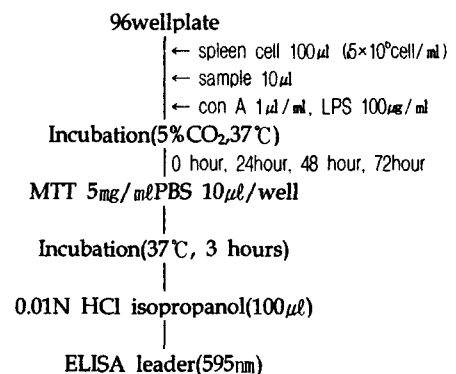 96wellplate
← spleen cell 100㎕ (5×10⁶cell/㎖)
← sample 10㎕
← con A 1㎕/㎖, LPS 100㎍/㎖
Incubation(5%CO₂,37℃)
0 hour, 24hour, 48 hour, 72hour
MTT 5㎎/㎖PBS 10㎕/well
Incubation(37℃, 3 hours)
0.01N HCl isopropanol(100㎕)
ELISA leader(595㎚)